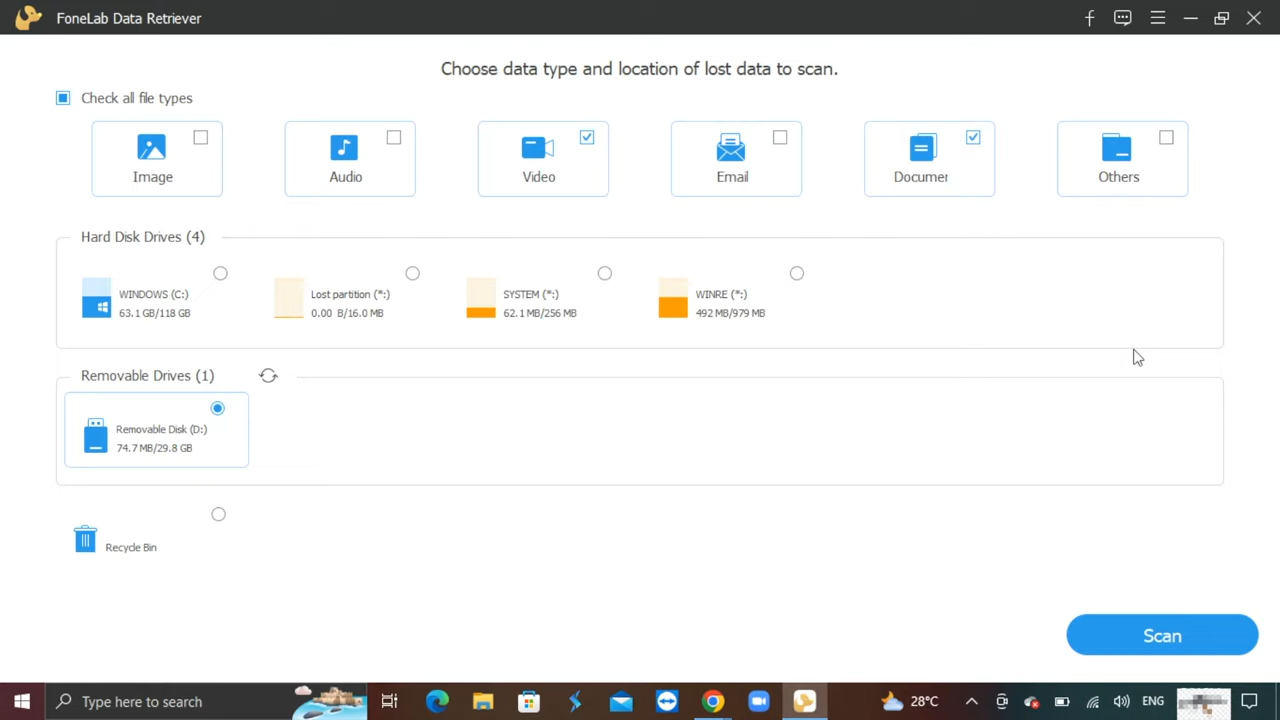 FoneLab Data Retriever
Choose data type and location of lost data to scan.
Check all file types
Image
Audio
Video
Email
Documer
Others
Hard Disk Drives (4)
WINDOWS (C:)
63.1 GB/118 GB
Lost partition (*:)
0.00 B/16.0 MB
SYSTEM (*:)
62.1 MB/256 MB
WINRE (*:)
492 MB/979 MB
Removable Drives (1)
Removable Disk (D:)
74.7 MB/29.8 GB
Recycle Bin
Scan
Type here to search
28°C
ENG